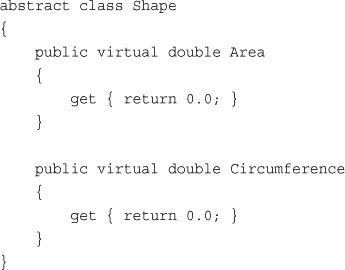 abstract class Shape
{
    public virtual double Area
    {
        get { return 0.0; }
    }

    public virtual double Circumference
    {
        get { return 0.0; }
    }
}